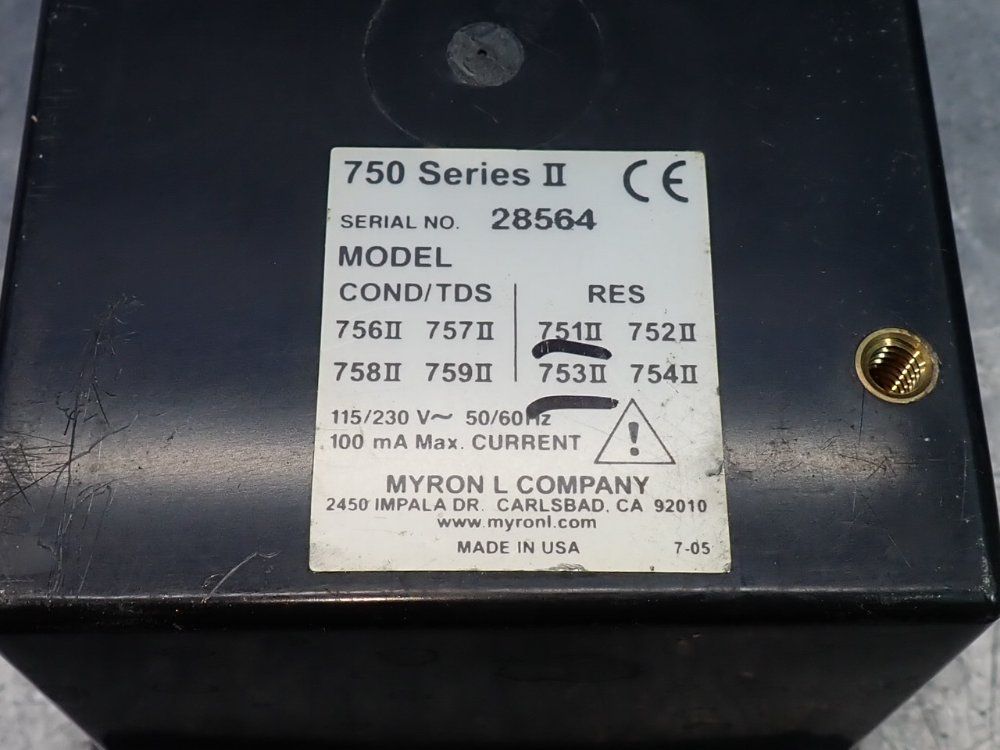 750 Series II CE
SERIAL NO. 28564
MODEL
COND/TDS RES
756II 757II 751II 752II
758II 759II 753II 754II
115/230 V~ 50/60Hz
100 mA Max. CURRENT !
MYRON L COMPANY
2450 IMPALA DR. CARLSBAD, CA 92010
www.myronl.com
MADE IN USA 7-05